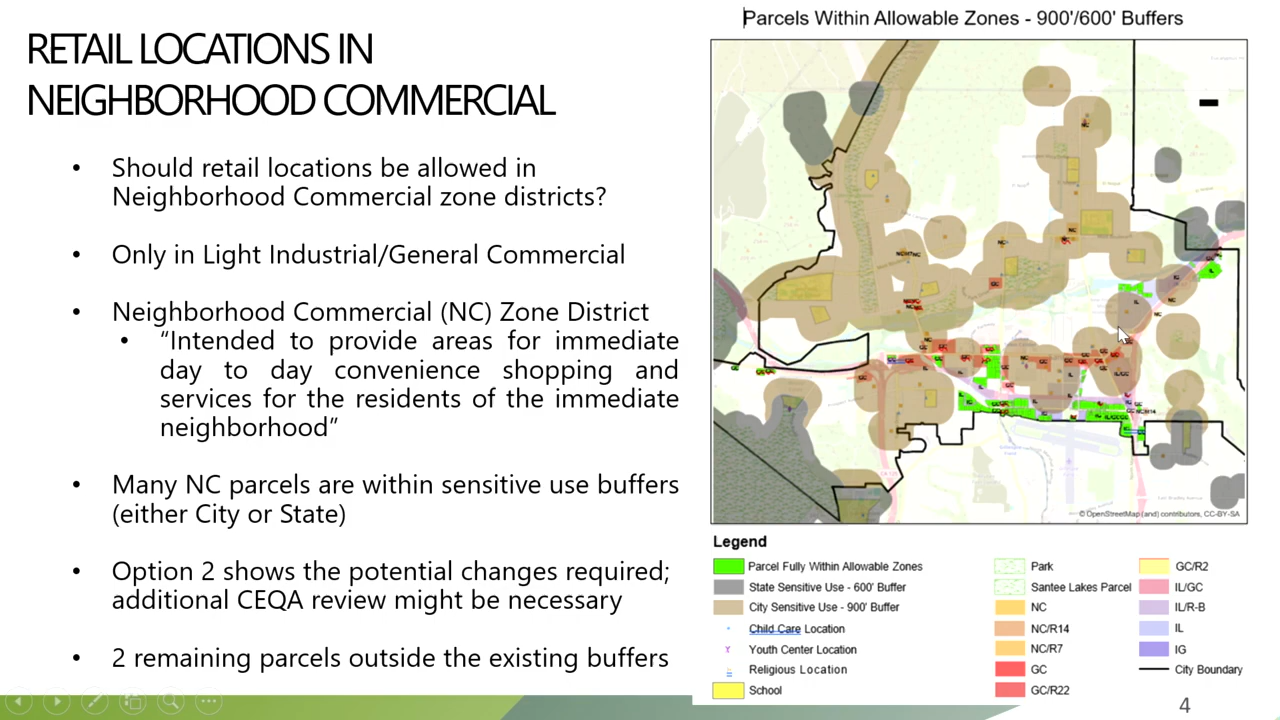 RETAIL LOCATIONS IN
NEIGHBORHOOD COMMERCIAL
• Should retail locations be allowed in
Neighborhood Commercial zone districts?
• Only in Light Industrial/General Commercial
• Neighborhood Commercial (NC) Zone District
• “Intended to provide areas for immediate
day to day convenience shopping and
services for the residents of the immediate
neighborhood”
• Many NC parcels are within sensitive use buffers
(either City or State)
• Option 2 shows the potential changes required;
additional CEQA review might be necessary
• 2 remaining parcels outside the existing buffers
Parcels Within Allowable Zones - 900'/600' Buffers
© OpenStreetMap (and) contributors, CC-BY-SA
Legend
Parcel Fully Within Allowable Zones
State Sensitive Use - 600' Buffer
City Sensitive Use - 900' Buffer
Child Care Location
Youth Center Location
Religious Location
School
Park
Santee Lakes Parcel
NC
NC/R14
NC/R7
GC
GC/R22
GC/R2
IL/GC
IL/R-B
IL
IG
City Boundary
4